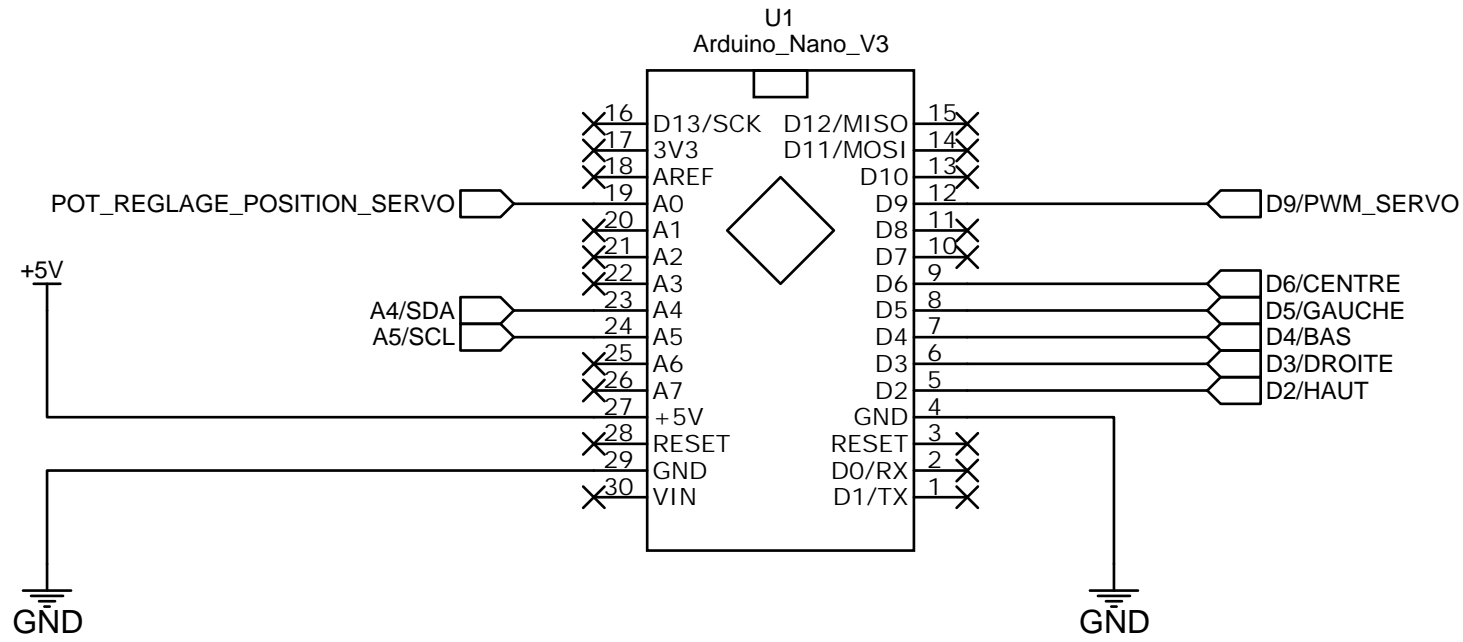 U1
Arduino_Nano_V3
16 D13/SCK D12/MISO 15
17 3V3 D11/MOSI 14
18 AREF D10 13
POT_REGLAGE_POSITION_SERVO 19 A0 D9 12 D9/PWM_SERVO
20 A1 D8 11
21 A2 D7 10
+5V 22 A3 D6 9 D6/CENTRE
A4/SDA 23 A4 D5 8 D5/GAUCHE
A5/SCL 24 A5 D4 7 D4/BAS
25 A6 D3 6 D3/DROITE
26 A7 D2 5 D2/HAUT
27 +5V GND 4
28 RESET RESET 3
29 GND D0/RX 2
30 VIN D1/TX 1
GND GND